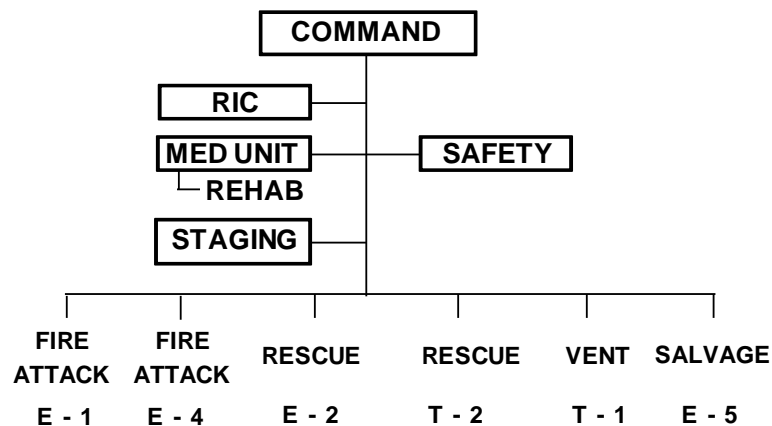 COMMAND
RIC
MED UNIT
SAFETY
REHAB
STAGING
FIRE ATTACK
FIRE ATTACK
RESCUE
RESCUE
VENT
SALVAGE
E - 1
E - 4
E - 2
T - 2
T - 1
E - 5